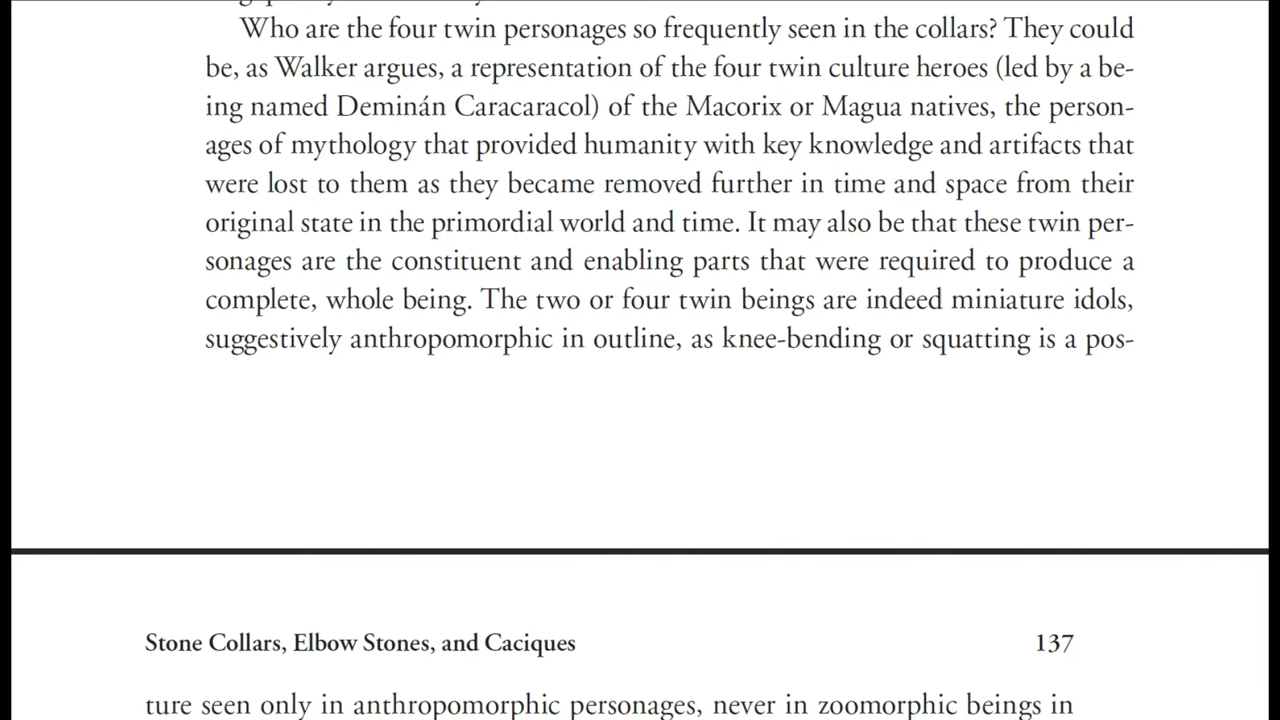 Who are the four twin personages so frequently seen in the collars? They could
be, as Walker argues, a representation of the four twin culture heroes (led by a be-
ing named Deminán Caracaracol) of the Macorix or Magua natives, the person-
ages of mythology that provided humanity with key knowledge and artifacts that
were lost to them as they became removed further in time and space from their
original state in the primordial world and time. It may also be that these twin per-
sonages are the constituent and enabling parts that were required to produce a
complete, whole being. The two or four twin beings are indeed miniature idols,
suggestively anthropomorphic in outline, as knee-bending or squatting is a pos-
Stone Collars, Elbow Stones, and Caciques 137
ture seen only in anthropomorphic personages, never in zoomorphic beings in